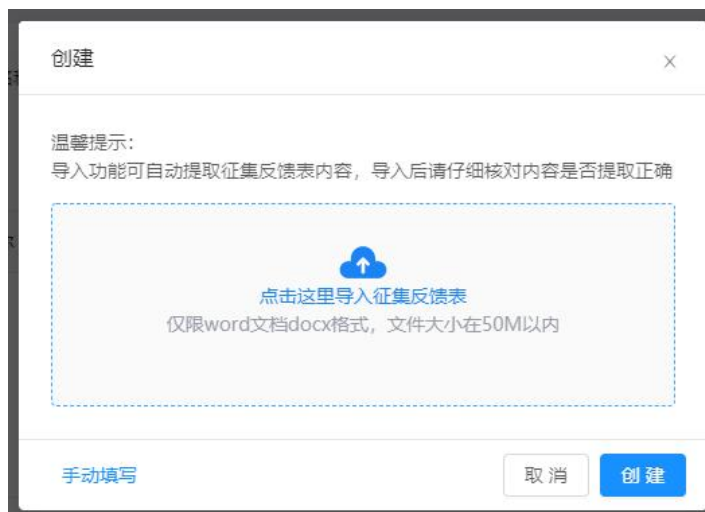 创建
温馨提示：
导入功能可自动提取征集反馈表内容，导入后请仔细核对内容是否提取正确
点击这里导入征集反馈表
仅限word文档docx格式，文件大小在50M以内
手动填写
取 消
创 建